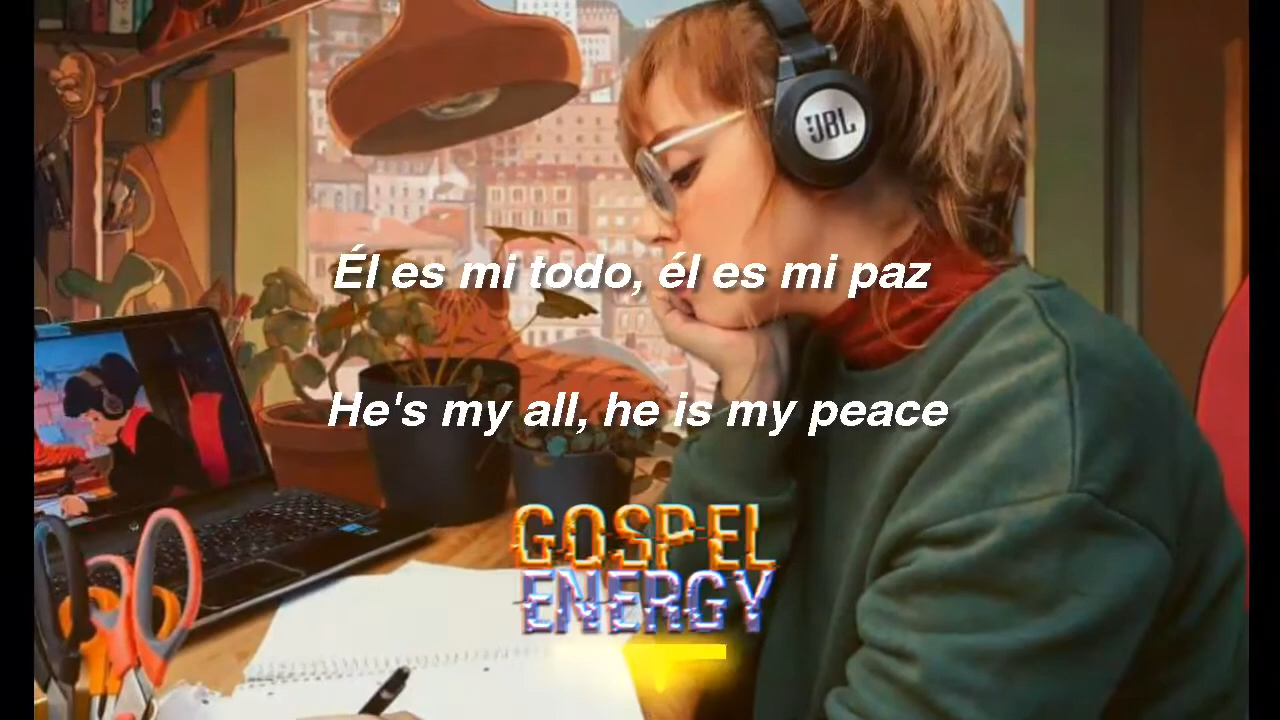 JBL
Él es mi todo, él es mi paz
He's my all, he is my peace
GOSPEL
ENERGY